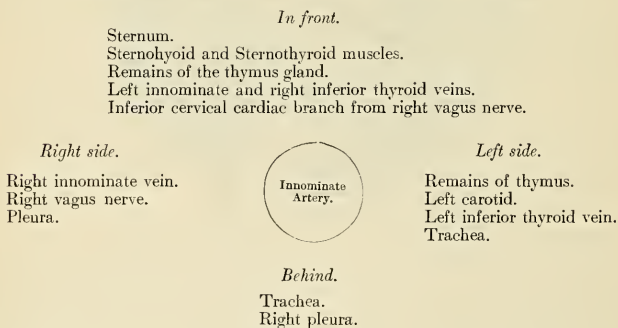 In front.
Sternum.
Sternohyoid and Sternothyroid muscles.
Remains of the thymus gland.
Left innominate and right inferior thyroid veins.
Inferior cervical cardiac branch from right vagus nerve.
Right side.
Right innominate vein.
Right vagus nerve.
Pleura.
Innominate
Artery.
Left side.
Remains of thymus.
Left carotid.
Left inferior thyroid vein.
Trachea.
Behind.
Trachea.
Right pleura.